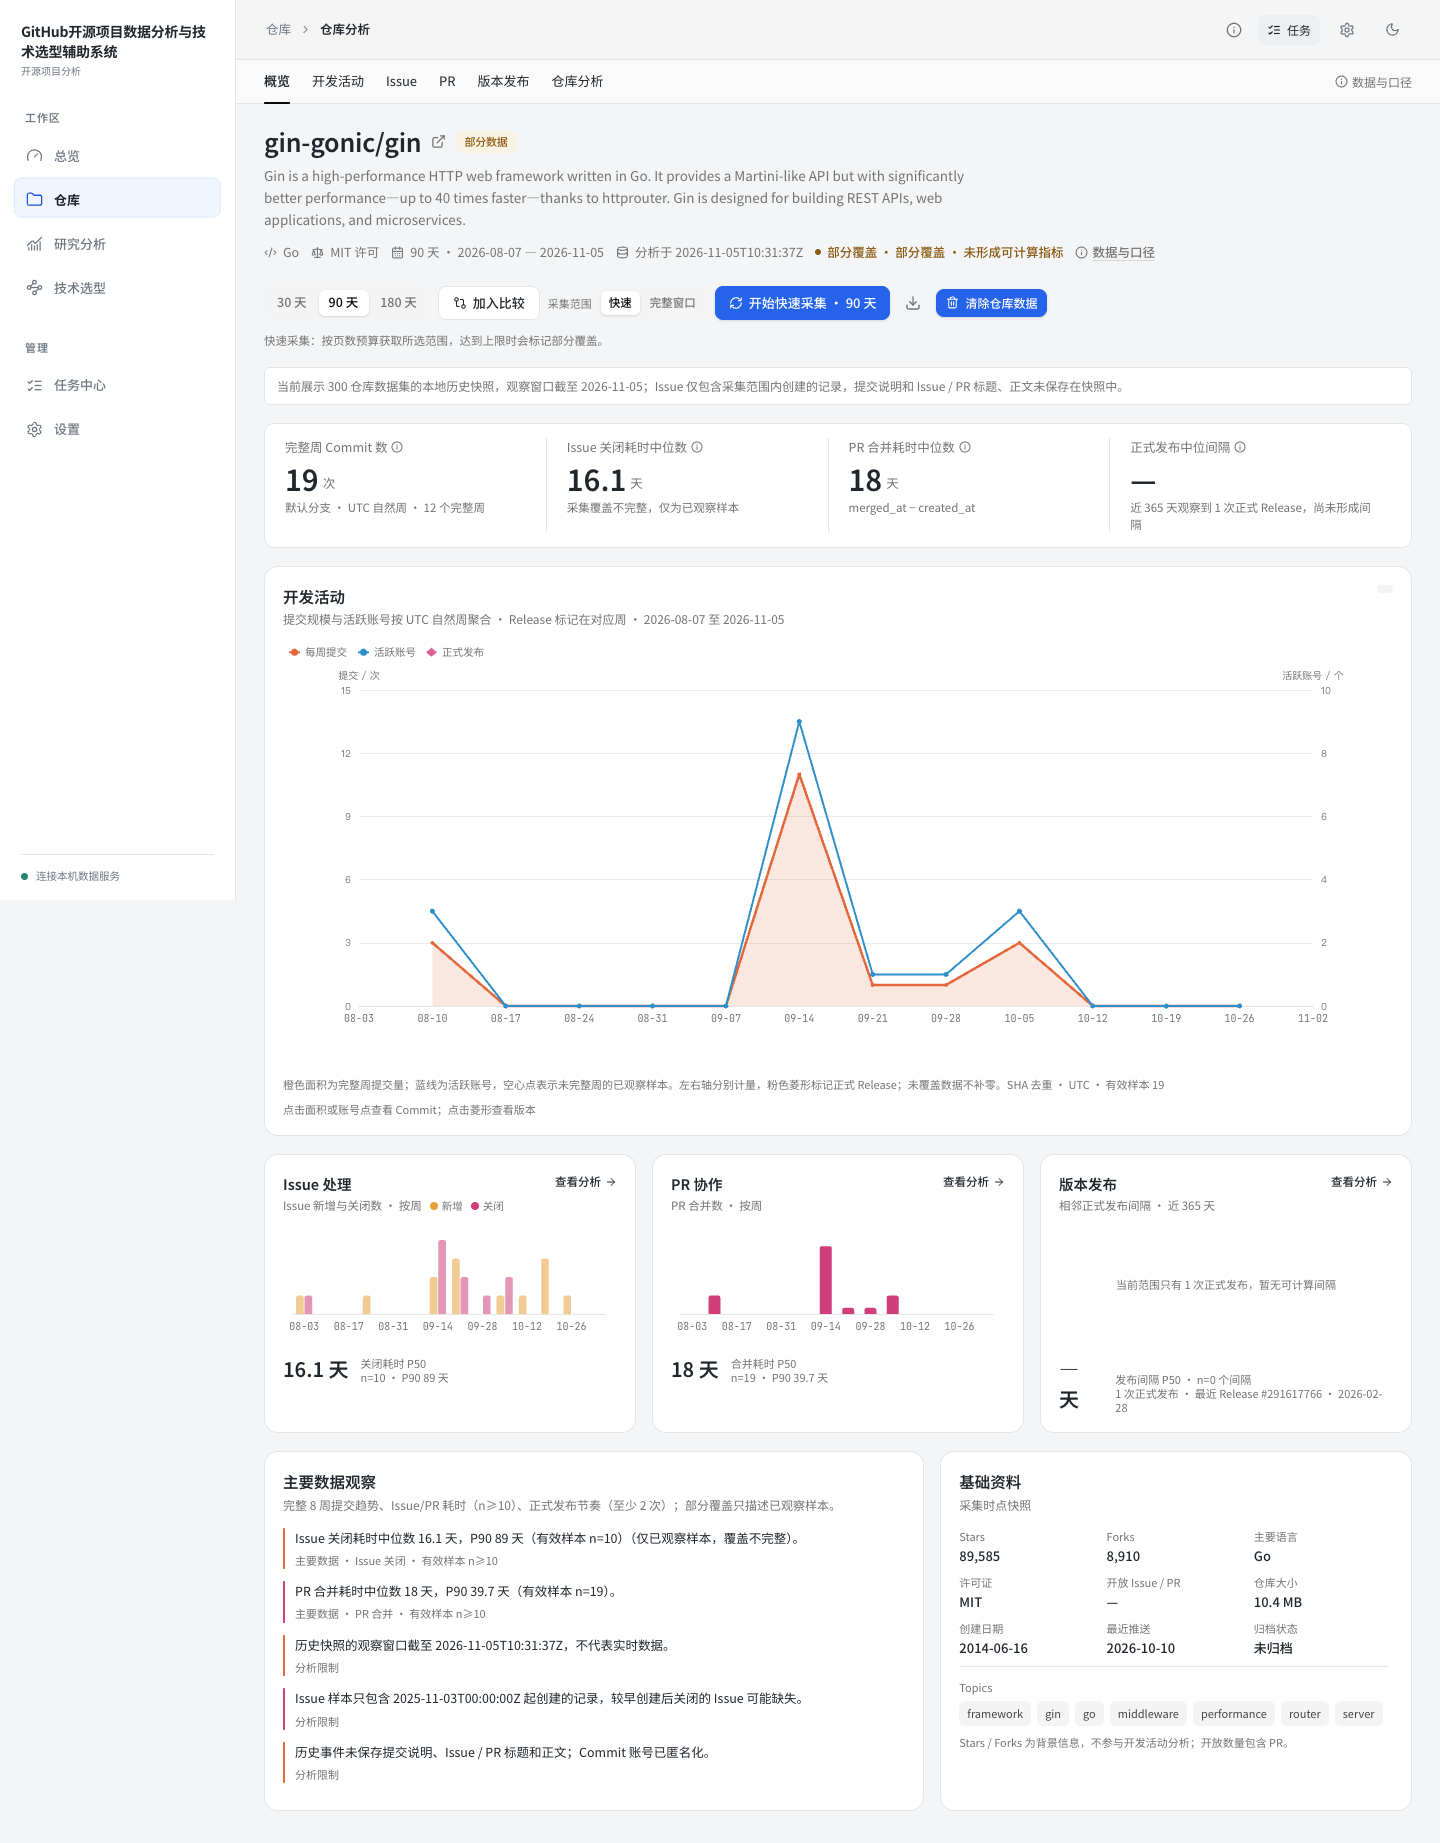 GitHub开源项目数据分析与技
术选型辅助系统
开源项目分析
工作区
总览
仓库
研究分析
技术选型
管理
任务中心
设置
连接本机数据服务
仓库
仓库分析
任务
概览
开发活动
Issue
PR
版本发布
仓库分析
数据与口径
gin-gonic/gin
部分数据
Gin is a high-performance HTTP web framework written in Go. It provides a Martini-like API but with significantly
better performance—up to 40 times faster—thanks to httprouter. Gin is designed for building REST APIs, web
applications, and microservices.
Go
MIT 许可
90 天 · 2026-08-07 — 2026-11-05
分析于 2026-11-05T10:31:37Z
部分覆盖 · 部分覆盖 · 未形成可计算指标
数据与口径
30 天
90 天
180 天
加入比较
采集范围
快速
完整窗口
开始快速采集 · 90 天
清除仓库数据
快速采集：按页数预算获取所选范围，达到上限时会标记部分覆盖。
当前展示 300 仓库数据集的本地历史快照，观察窗口截至 2026-11-05；Issue 仅包含采集范围内创建的记录，提交说明和 Issue / PR 标题、正文未保存在快照中。
完整周 Commit 数
19 次
默认分支 · UTC 自然周 · 12 个完整周
Issue 关闭耗时中位数
16.1 天
采集覆盖不完整，仅为已观察样本
PR 合并耗时中位数
18 天
merged_at − created_at
正式发布中位间隔
—
近 365 天观察到 1 次正式 Release，尚未形成间
隔
开发活动
提交规模与活跃账号按 UTC 自然周聚合 · Release 标记在对应周 · 2026-08-07 至 2026-11-05
每周提交
活跃账号
正式发布
提交 / 次
活跃账号 / 个
15
12
9
6
3
0
10
8
6
4
2
0
08-03
08-10
08-17
08-24
08-31
09-07
09-14
09-21
09-28
10-05
10-12
10-19
10-26
11-02
橙色面积为完整周提交量；蓝线为活跃账号，空心点表示未完整周的已观察样本。左右轴分别计量，粉色菱形标记正式 Release；未覆盖数据不补零。SHA 去重 · UTC · 有效样本 19
点击面积或账号点查看 Commit；点击菱形查看版本
Issue 处理
查看分析
Issue 新增与关闭数 · 按周
新增
关闭
08-03
08-17
08-31
09-14
09-28
10-12
10-26
16.1 天
关闭耗时 P50
n=10 · P90 89 天
PR 协作
查看分析
PR 合并数 · 按周
08-03
08-17
08-31
09-14
09-28
10-12
10-26
18 天
合并耗时 P50
n=19 · P90 39.7 天
版本发布
查看分析
相邻正式发布间隔 · 近 365 天
当前范围只有 1 次正式发布，暂无可计算间隔
—
天
发布间隔 P50 · n=0 个间隔
1 次正式发布 · 最近 Release #291617766 · 2026-02-
28
主要数据观察
完整 8 周提交趋势、Issue/PR 耗时（n≥10）、正式发布节奏（至少 2 次）；部分覆盖只描述已观察样本。
Issue 关闭耗时中位数 16.1 天，P90 89 天（有效样本 n=10）（仅已观察样本，覆盖不完整）。
主要数据 · Issue 关闭 · 有效样本 n≥10
PR 合并耗时中位数 18 天，P90 39.7 天（有效样本 n=19）。
主要数据 · PR 合并 · 有效样本 n≥10
历史快照的观察窗口截至 2026-11-05T10:31:37Z，不代表实时数据。
分析限制
Issue 样本只包含 2025-11-03T00:00:00Z 起创建的记录，较早创建后关闭的 Issue 可能缺失。
分析限制
历史事件未保存提交说明、Issue / PR 标题和正文；Commit 账号已匿名化。
分析限制
基础资料
采集时点快照
Stars
89,585
Forks
8,910
主要语言
Go
许可证
MIT
开放 Issue / PR
—
仓库大小
10.4 MB
创建日期
2014-06-16
最近推送
2026-10-10
归档状态
未归档
Topics
framework
gin
go
middleware
performance
router
server
Stars / Forks 为背景信息，不参与开发活动分析；开放数量包含 PR。